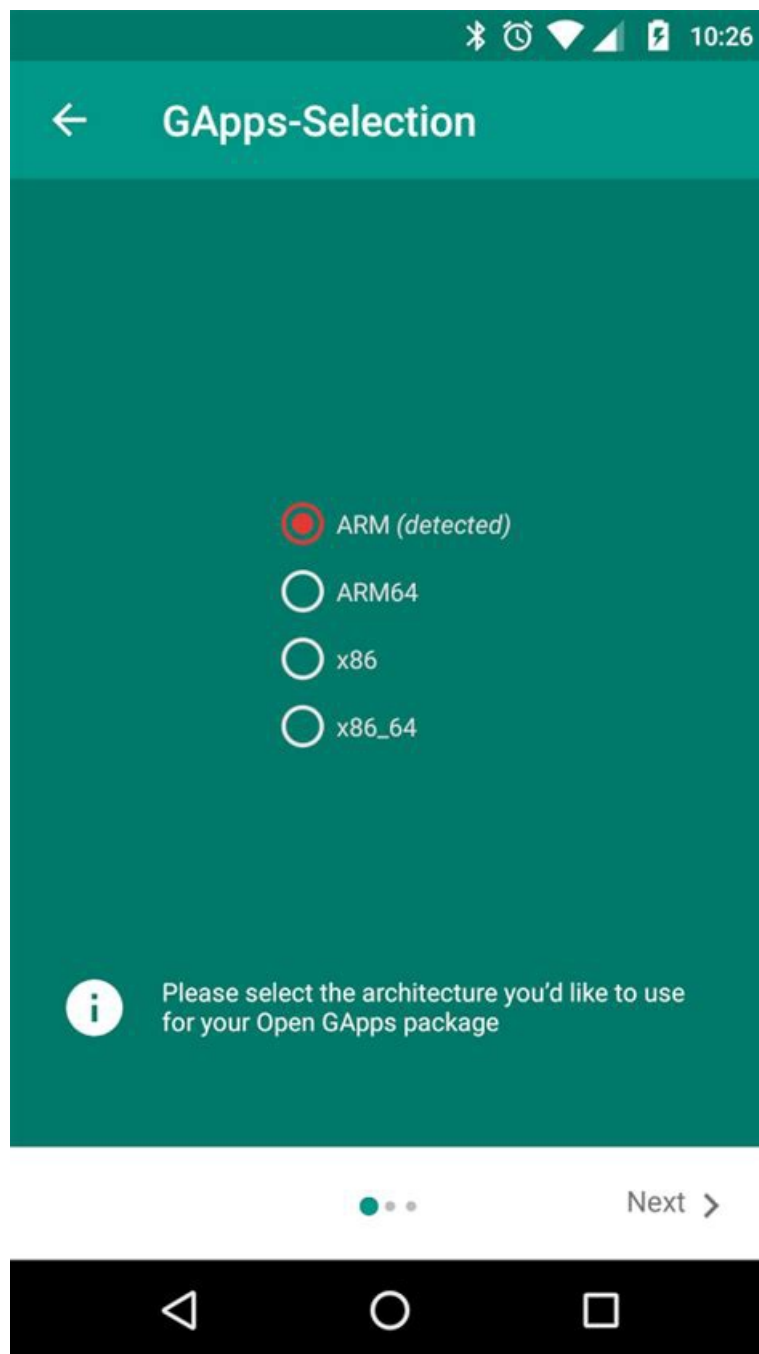 10:26
GApps-Selection
ARM (detected)
ARM64
x86
x86_64
Please select the architecture you’d like to use
for your Open GApps package
Next